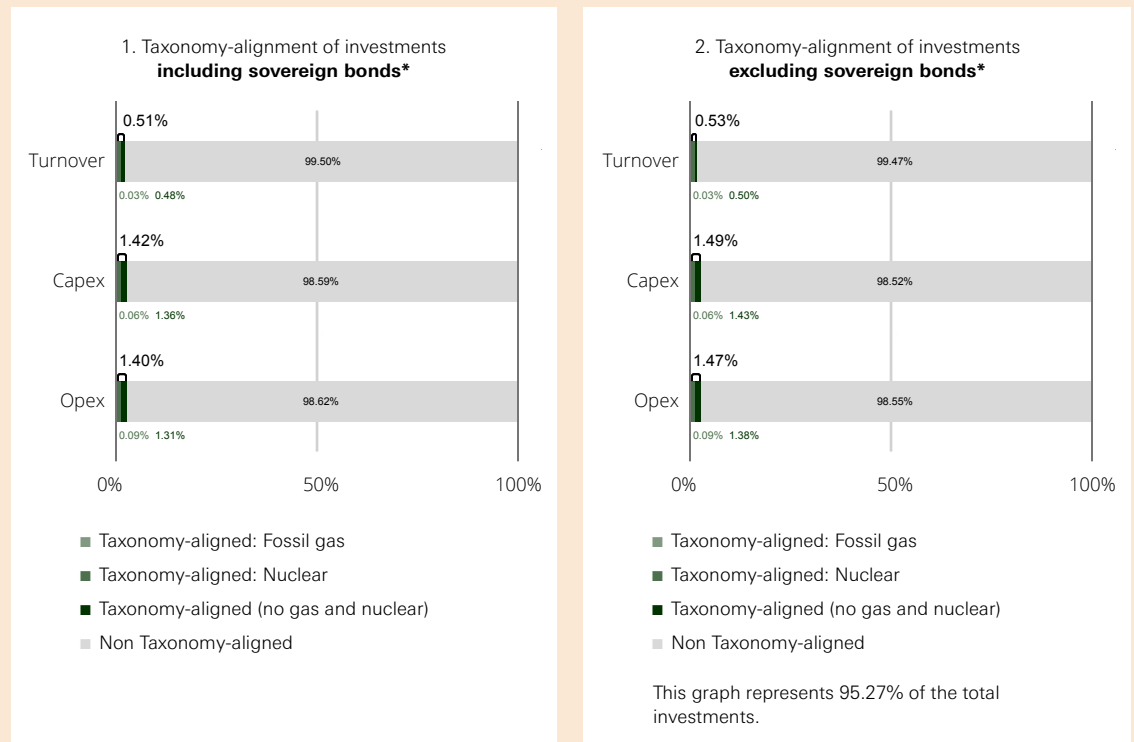 1. Taxonomy-alignment of investments
including sovereign bonds*
0.51%
Turnover
99.50%
0.03% 0.48%
1.42%
Capex
98.59%
0.06% 1.36%
1.40%
Opex
98.62%
0.09% 1.31%
0% 50% 100%
Taxonomy-aligned: Fossil gas
Taxonomy-aligned: Nuclear
Taxonomy-aligned (no gas and nuclear)
Non Taxonomy-aligned
2. Taxonomy-alignment of investments
excluding sovereign bonds*
0.53%
Turnover
99.47%
0.03% 0.50%
1.49%
Capex
98.52%
0.06% 1.43%
1.47%
Opex
98.55%
0.09% 1.38%
0% 50% 100%
Taxonomy-aligned: Fossil gas
Taxonomy-aligned: Nuclear
Taxonomy-aligned (no gas and nuclear)
Non Taxonomy-aligned
This graph represents 95.27% of the total
investments.